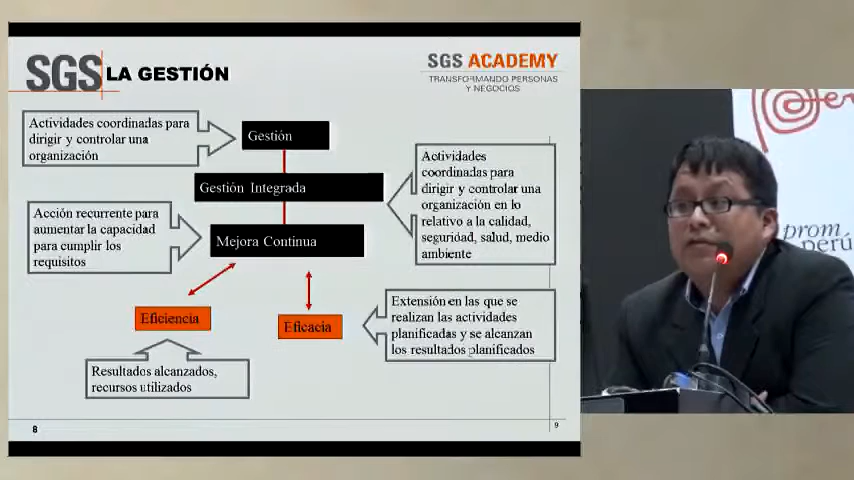 SGS
LA GESTIÓN
SGS ACADEMY
TRANSFORMANDO PERSONAS
Y NEGOCIOS
Actividades coordinadas para
dirigir y controlar una
organización
Gestión
Gestión Integrada
Actividades
coordinadas para
dirigir y controlar una
organización en lo
relativo a la calidad,
seguridad, salud, medio
ambiente
Acción recurrente para
aumentar la capacidad
para cumplir los
requisitos
Mejora Continua
Eficiencia
Eficacia
Extensión en las que se
realizan las actividades
planificadas y se alcanzan
los resultados planificados
Resultados alcanzados,
recursos utilizados
8
9
Perú
prom
perú